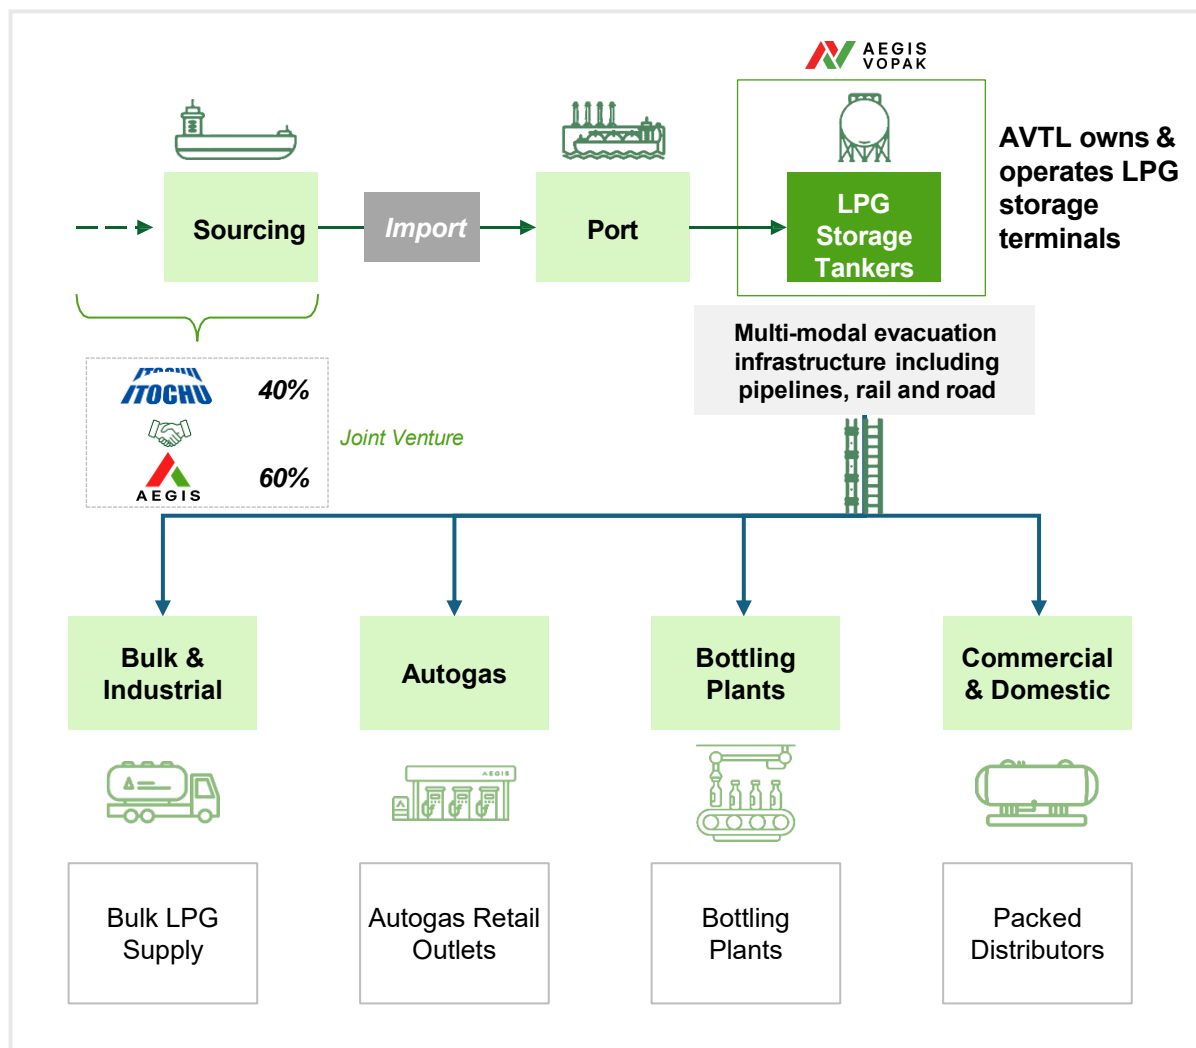 AEGIS
VOPAK
AVTL owns &
operates LPG
storage
terminals
Sourcing
Import
Port
LPG
Storage
Tankers
Multi-modal evacuation
infrastructure including
pipelines, rail and road
ITOCHU
ITOCHU
40%
Joint Venture
AEGIS
60%
Bulk &
Industrial
Autogas
Bottling
Plants
Commercial
& Domestic
AEGIS
Bulk LPG
Supply
Autogas Retail
Outlets
Bottling
Plants
Packed
Distributors